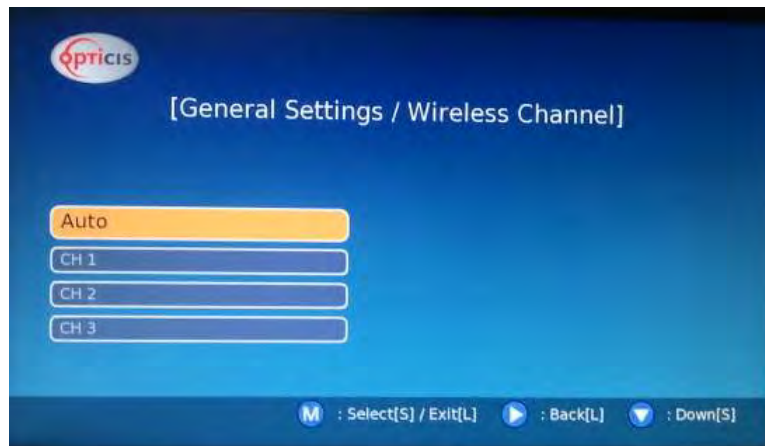 OPTICIS
[General Settings / Wireless Channel]
Auto
CH 1
CH 2
CH 3
M : Select[S] / Exit[L] : Back[L] : Down[S]